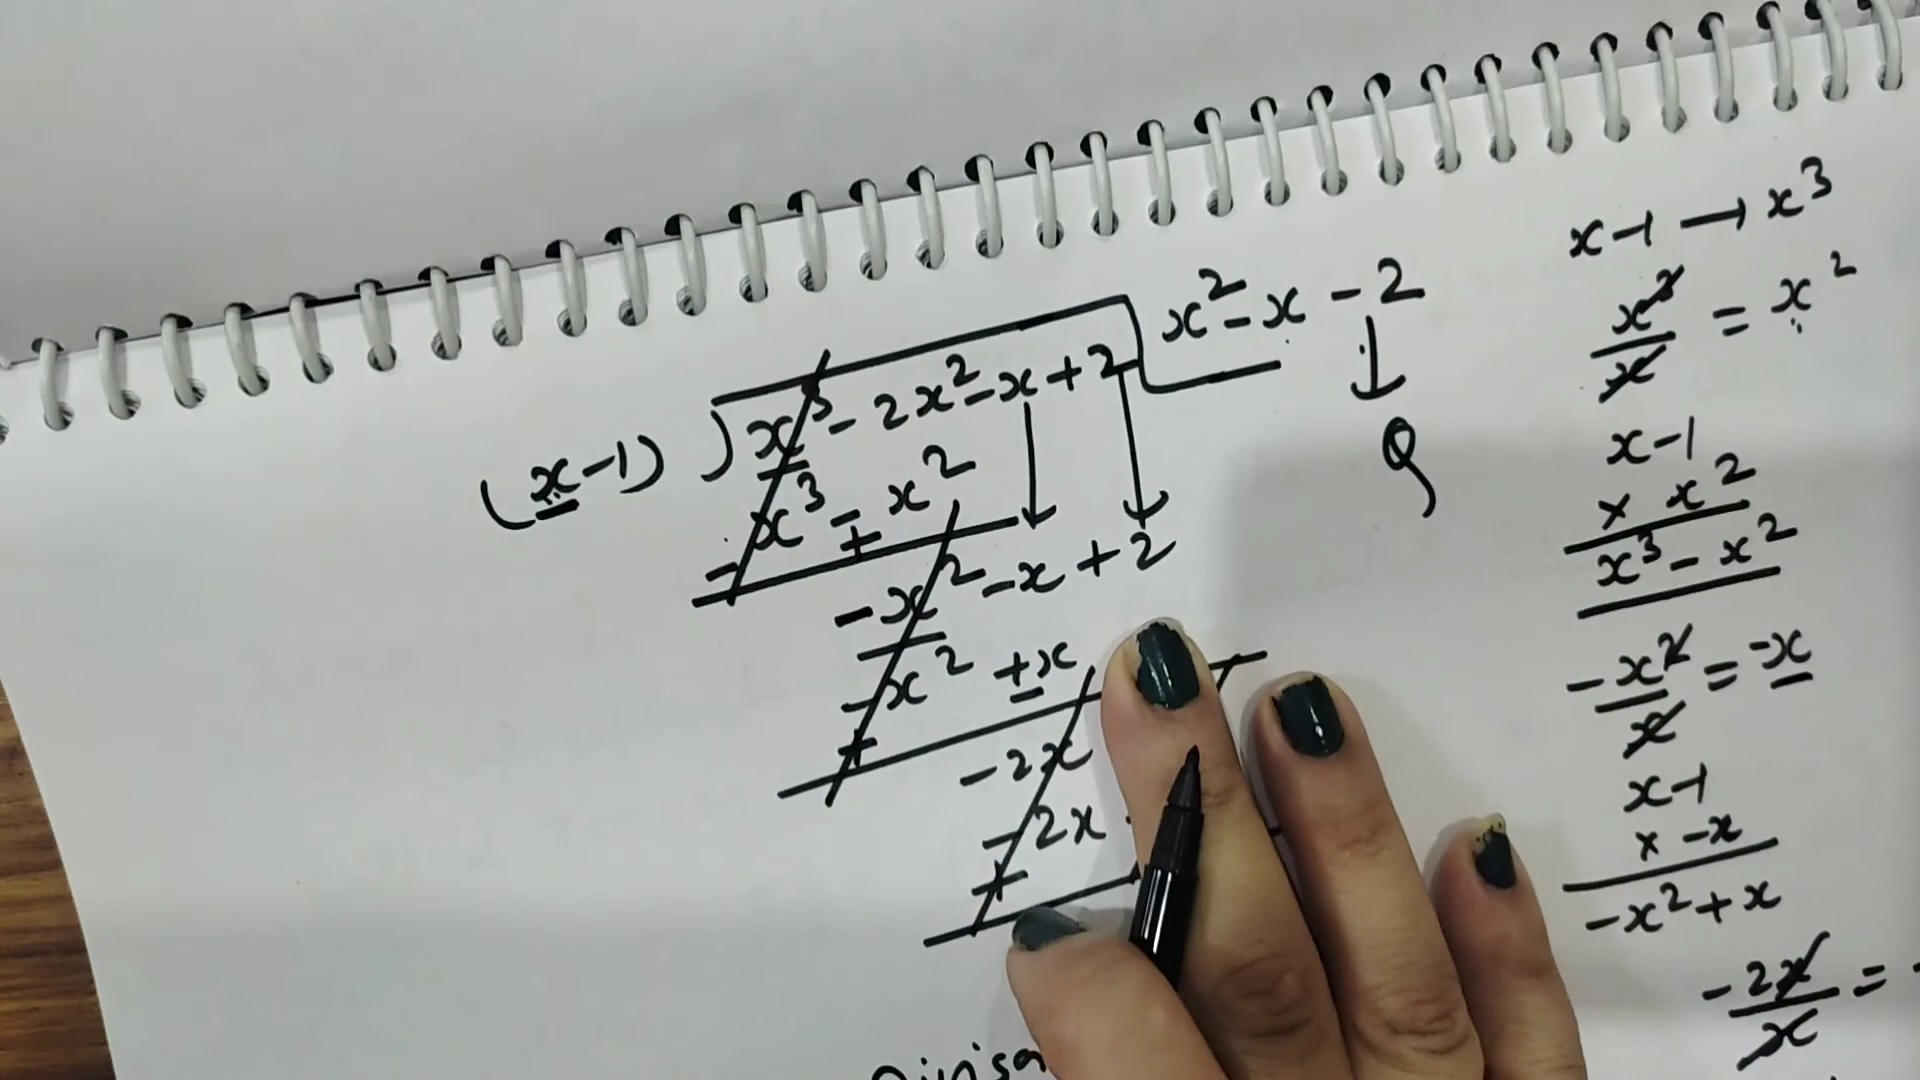 (x-1) ) x³ - 2x² - x + 2 x² - x - 2
x³ - x²
- +
-x² - x + 2
Q
-x² + x
+ -
-2x
-2x
+
x-1 → x³
x³/x = x²
x-1
× x²
x³ - x²
-x²/x = -x
x-1
× -x
-x² + x
-2x/x =